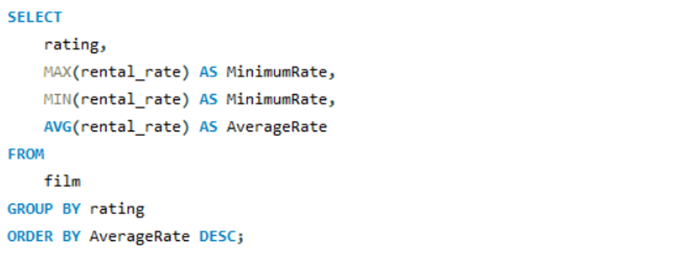 SELECT
rating,
MAX(rental_rate) AS MinimumRate,
MIN(rental_rate) AS MinimumRate,
AVG(rental_rate) AS AverageRate
FROM
film
GROUP BY rating
ORDER BY AverageRate DESC;